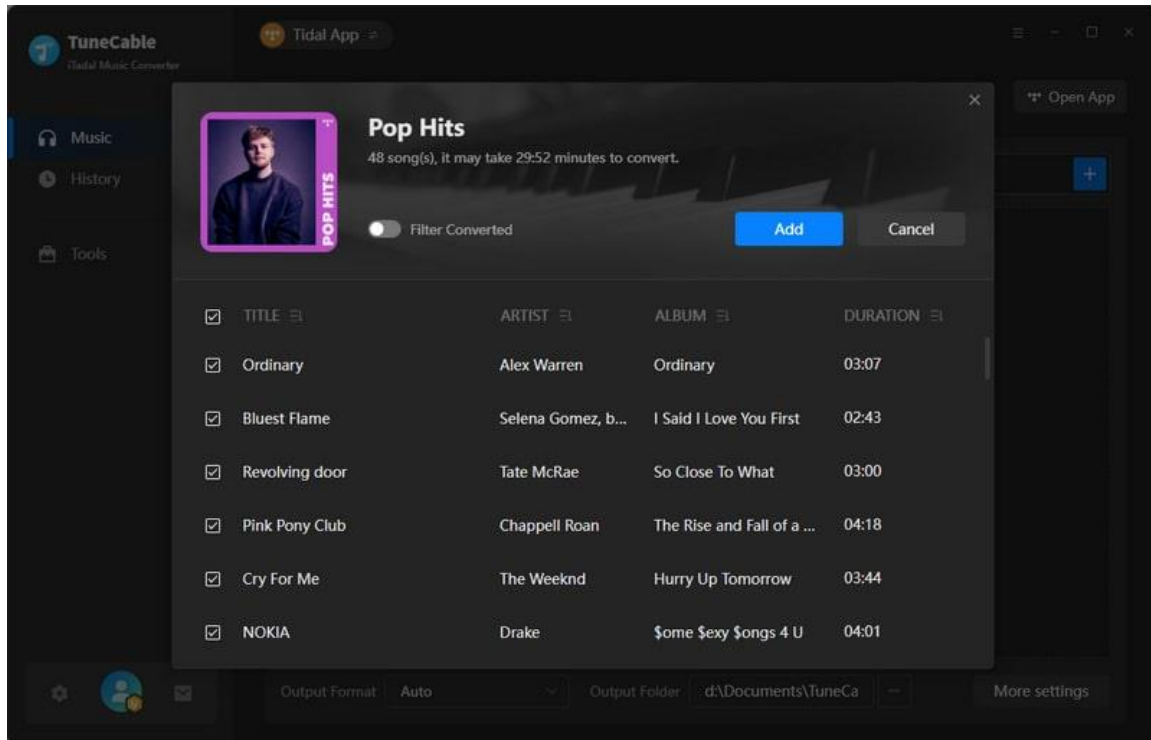 TuneCable
iTadal Music Converter
Tidal App
Open App
Music
History
Tools
POP HITS
Pop Hits
48 song(s), it may take 29:52 minutes to convert.
Filter Converted
Add
Cancel
TITLE ARTIST ALBUM DURATION
Ordinary Alex Warren Ordinary 03:07
Bluest Flame Selena Gomez, b... I Said I Love You First 02:43
Revolving door Tate McRae So Close To What 03:00
Pink Pony Club Chappell Roan The Rise and Fall of a ... 04:18
Cry For Me The Weeknd Hurry Up Tomorrow 03:44
NOKIA Drake $ome $exy $ongs 4 U 04:01
Output Format Auto Output Folder d:\Documents\TuneCa ... More settings